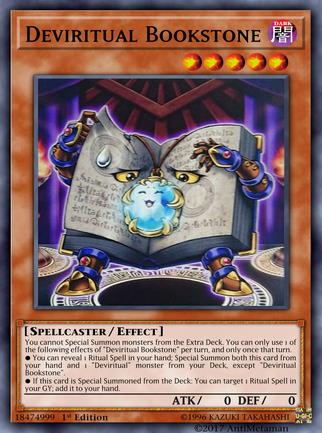 Deviritual Bookstone
DARK
闇
[Spellcaster / Effect]
You cannot Special Summon monsters from the Extra Deck. You can only use 1 of
the following effects of "Deviritual Bookstone" per turn, and only once that turn.
● You can reveal 1 Ritual Spell in your hand; Special Summon both this card from
your hand and 1 "Deviritual" monster from your Deck, except "Deviritual
Bookstone".
● If this card is Special Summoned from the Deck: You can target 1 Ritual Spell in
your GY; add it to your hand.
ATK/ 0 DEF/ 0
18474999 1st Edition ©1996 KAZUKI TAKAHASHI
©2017 AntiMetaman